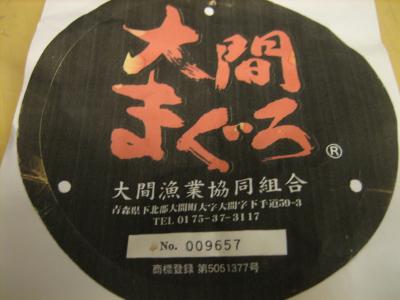 大間
まぐろ®
大間漁業協同組合
青森県下北郡大間町大字大間字下手道59-3
TEL 0175-37-3117
No. 009657
商標登録 第5051377号